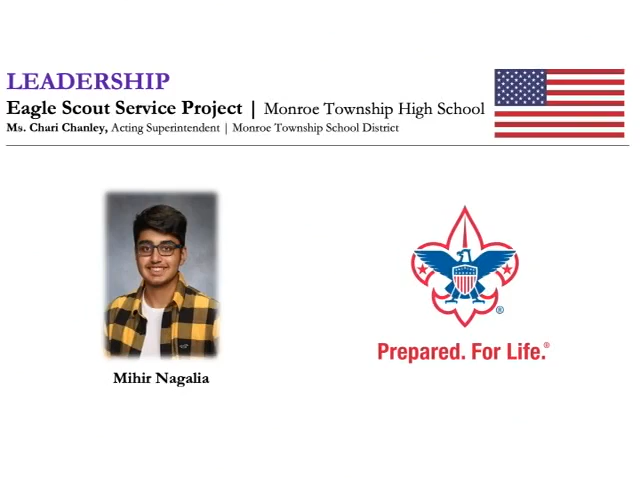 LEADERSHIP
Eagle Scout Service Project | Monroe Township High School
Ms. Chari Chanley, Acting Superintendent | Monroe Township School District
Prepared. For Life.®
Mihir Nagalia